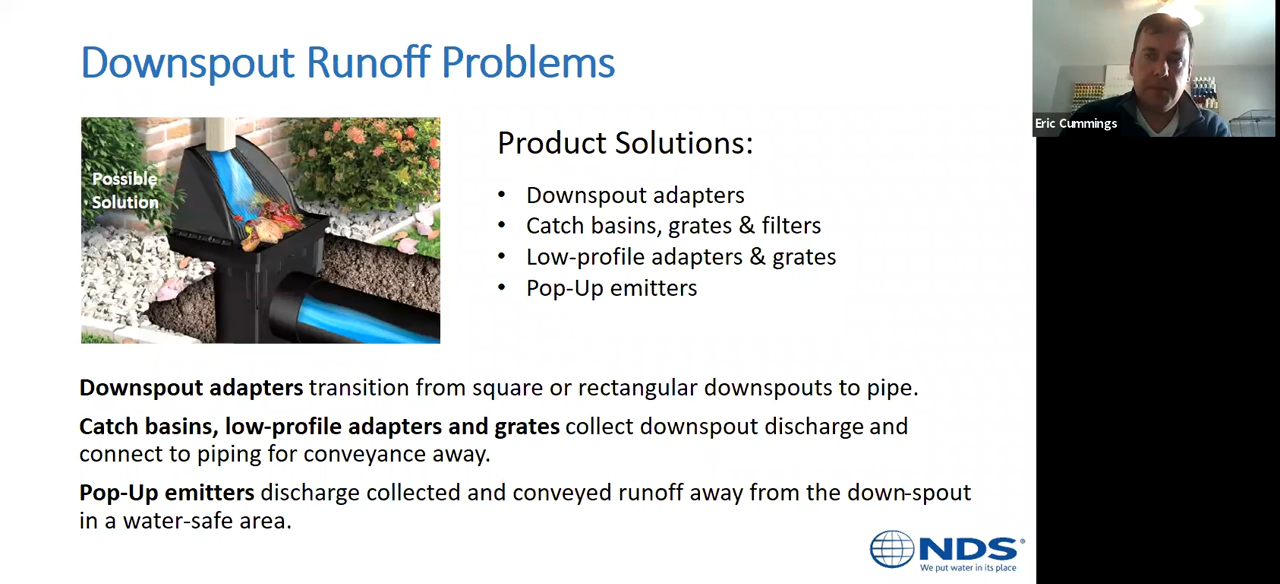 Downspout Runoff Problems
Possible
Solution
Product Solutions:
• Downspout adapters
• Catch basins, grates & filters
• Low-profile adapters & grates
• Pop-Up emitters
Downspout adapters transition from square or rectangular downspouts to pipe.
Catch basins, low-profile adapters and grates collect downspout discharge and
connect to piping for conveyance away.
Pop-Up emitters discharge collected and conveyed runoff away from the down-spout
in a water-safe area.
NDS®
We put water in its place
Eric Cummings